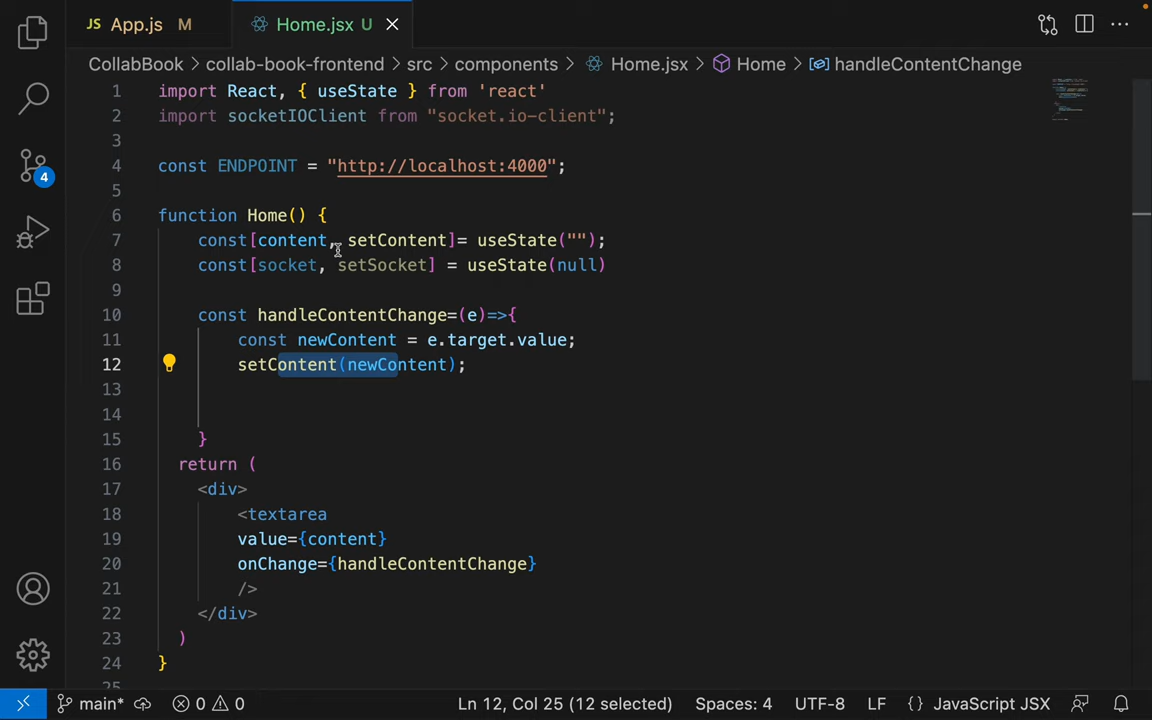 JS App.js M Home.jsx U
CollabBook > collab-book-frontend > src > components > Home.jsx > Home > handleContentChange
1 import React, { useState } from 'react'
2 import socketIOClient from "socket.io-client";
3
4 const ENDPOINT = "http://localhost:4000";
5
6 function Home() {
7 const[content, setContent]= useState("");
8 const[socket, setSocket] = useState(null)
9
10 const handleContentChange=(e)=>{
11 const newContent = e.target.value;
12 setContent(newContent);
13
14
15 }
16 return (
17 <div>
18 <textarea
19 value={content}
20 onChange={handleContentChange}
21 />
22 </div>
23 )
24 }
25
4
main* 0 0 Ln 12, Col 25 (12 selected) Spaces: 4 UTF-8 LF {} JavaScript JSX